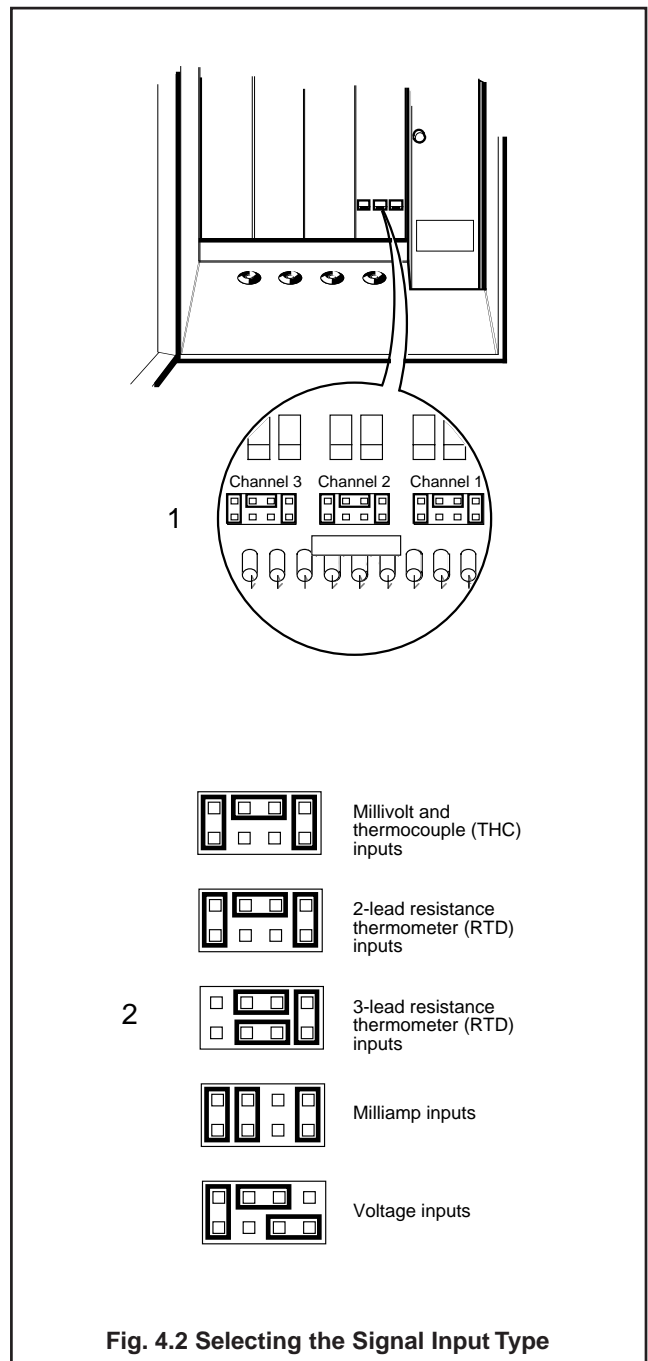 Channel 3 Channel 2 Channel 1
1
Millivolt and
thermocouple (THC)
inputs
2-lead resistance
thermometer (RTD)
inputs
2
3-lead resistance
thermometer (RTD)
inputs
Milliamp inputs
Voltage inputs
Fig. 4.2 Selecting the Signal Input Type